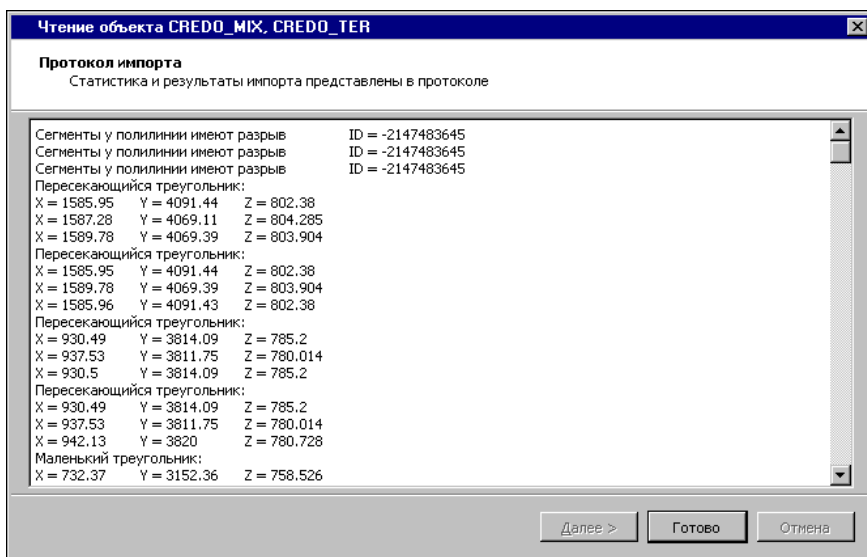 Чтение объекта CREDO_MIX, CREDO_TER
Протокол импорта
Статистика и результаты импорта представлены в протоколе
Сегменты у полилинии имеют разрыв ID = -2147483645
Сегменты у полилинии имеют разрыв ID = -2147483645
Сегменты у полилинии имеют разрыв ID = -2147483645
Пересекающийся треугольник:
X = 1585.95 Y = 4091.44 Z = 802.38
X = 1587.28 Y = 4069.11 Z = 804.285
X = 1589.78 Y = 4069.39 Z = 803.904
Пересекающийся треугольник:
X = 1585.95 Y = 4091.44 Z = 802.38
X = 1589.78 Y = 4069.39 Z = 803.904
X = 1585.96 Y = 4091.43 Z = 802.38
Пересекающийся треугольник:
X = 930.49 Y = 3814.09 Z = 785.2
X = 937.53 Y = 3811.75 Z = 780.014
X = 930.5 Y = 3814.09 Z = 785.2
Пересекающийся треугольник:
X = 930.49 Y = 3814.09 Z = 785.2
X = 937.53 Y = 3811.75 Z = 780.014
X = 942.13 Y = 3820 Z = 780.728
Маленький треугольник:
X = 732.37 Y = 3152.36 Z = 758.526
Далее > Готово Отмена